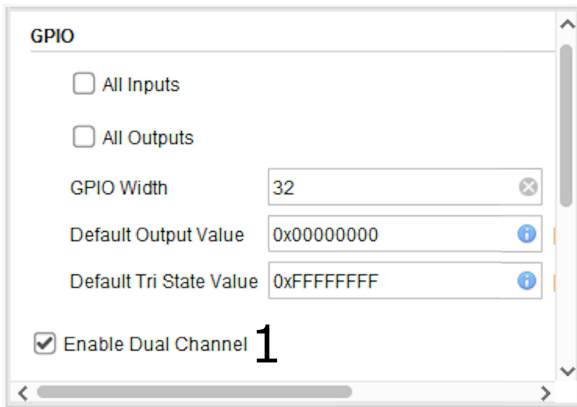 GPIO
All Inputs
All Outputs
GPIO Width 32
Default Output Value 0x00000000
Default Tri State Value 0xFFFFFFFF
Enable Dual Channel 1